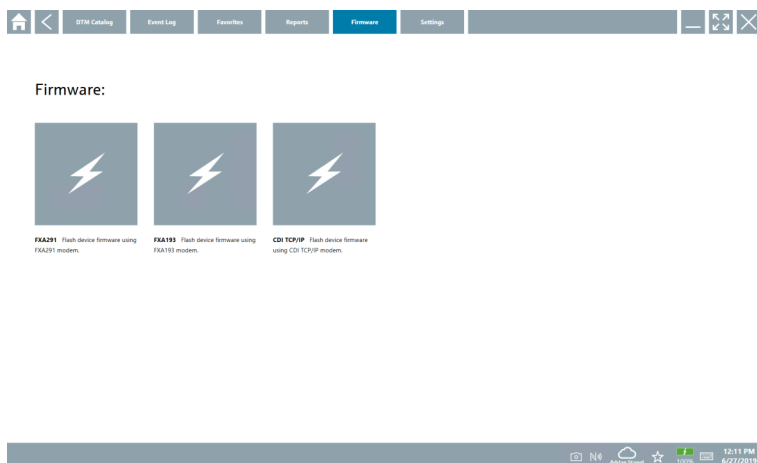 DTM Catalog
Event Log
Favorites
Reports
Firmware
Settings
Firmware:
FXA291 Flash device firmware using
FXA291 modem.
FXA193 Flash device firmware using
FXA193 modem.
CDI TCP/IP Flash device firmware
using CDI TCP/IP modem.
100%
12:11 PM
6/27/2019